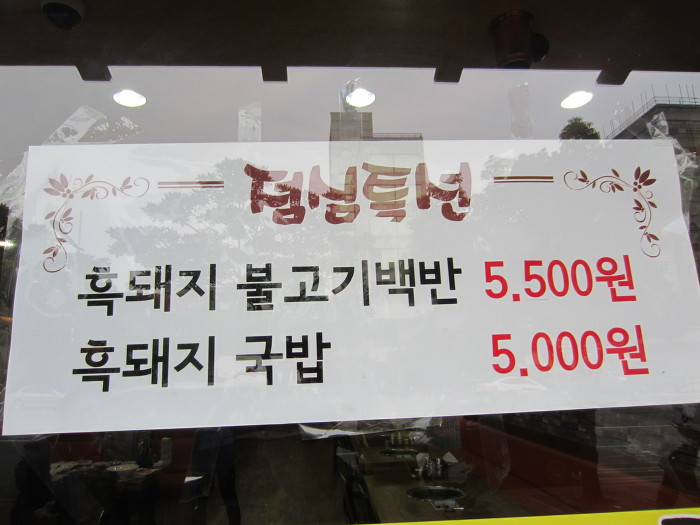 점심특선
흑돼지 불고기백반 5.500원
흑돼지 국밥 5.000원